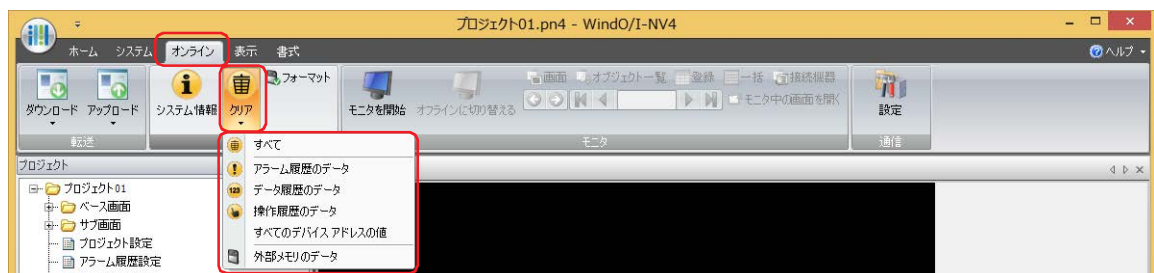 プロジェクト01.pn4 - WindO/I-NV4
ホーム システム オンライン 表示 書式 ヘルプ
ダウンロード アップロード システム情報 クリア フォーマット モニタを開始 オフラインに切り替える 画面 オブジェクト一覧 登録 一括 接続機器 モニタ中の画面を開く 設定
転送 モニタ 通信
プロジェクト
プロジェクト01
ベース画面
サブ画面
プロジェクト設定
アラーム履歴設定
すべて
アラーム履歴のデータ
123 データ履歴のデータ
操作履歴のデータ
すべてのデバイス アドレスの値
外部メモリのデータ